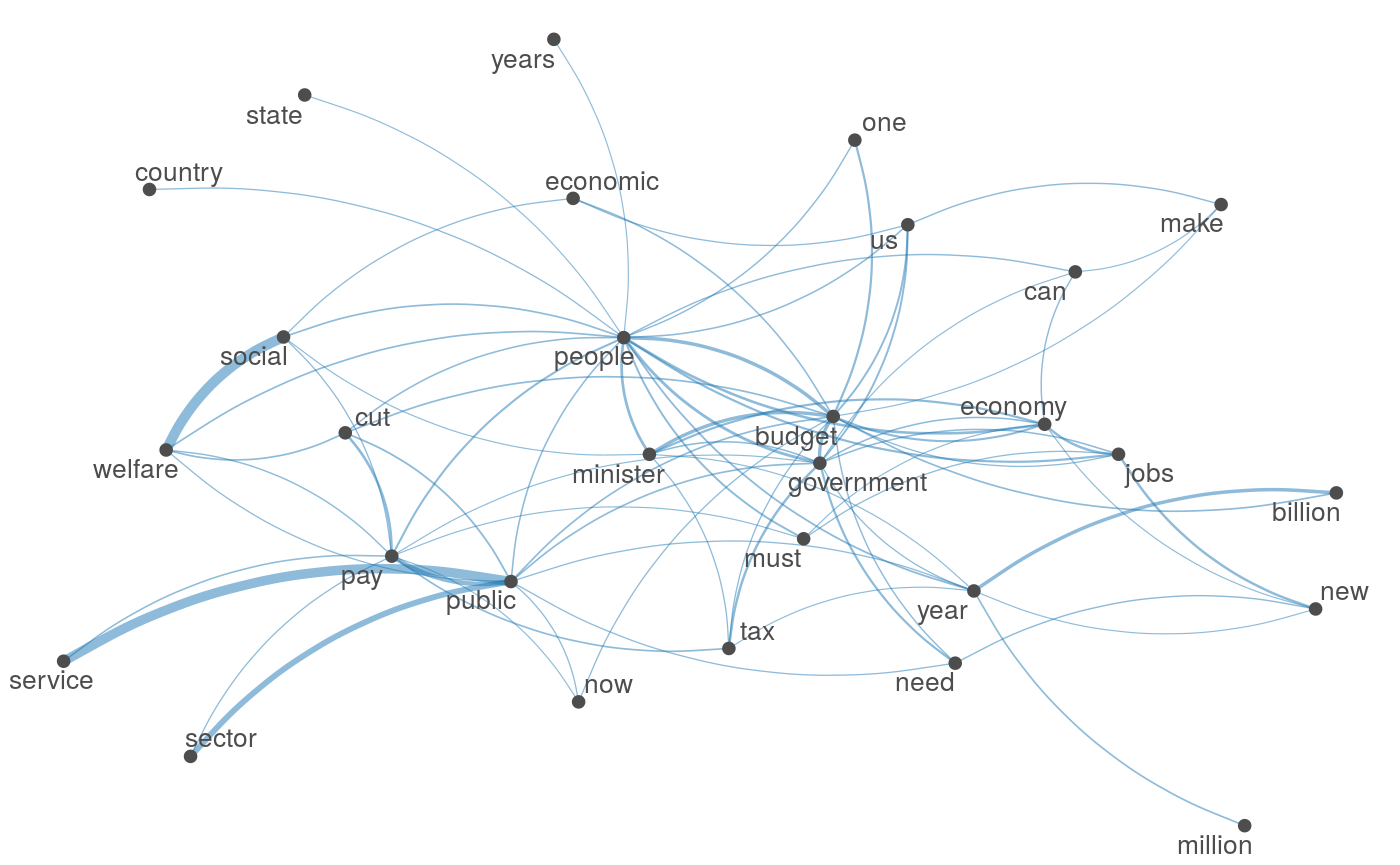 years
state
one
country
economic
make
us
can
social
people
economy
cut
budget
welfare
minister
jobs
government
billion
must
pay
public
new
year
tax
service
need
now
sector
million